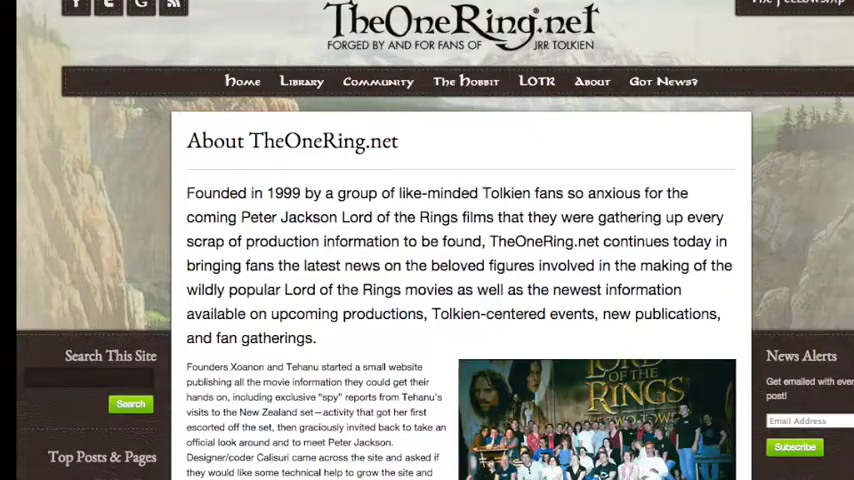 TheOneRing.net®
FORGED BY AND FOR FANS OF JRR TOLKIEN
Home Library Community The Hobbit LOTR About Got News?
About TheOneRing.net
Founded in 1999 by a group of like-minded Tolkien fans so anxious for the
coming Peter Jackson Lord of the Rings films that they were gathering up every
scrap of production information to be found, TheOneRing.net continues today in
bringing fans the latest news on the beloved figures involved in the making of the
wildly popular Lord of the Rings movies as well as the newest information
available on upcoming productions, Tolkien-centered events, new publications,
and fan gatherings.
Founders Xoanon and Tehanu started a small website
publishing all the movie information they could get their
hands on, including exclusive “spy” reports from Tehanu's
visits to the New Zealand set—activity that got her first
escorted off the set, then graciously invited back to take an
official look around and to meet Peter Jackson.
Designer/coder Calisuri came across the site and asked if
they would like some technical help to grow the site and
LORD
OF THE
RINGS
Search This Site
Search
Top Posts & Pages
News Alerts
Get emailed with ever
post.
Email Address
Subscribe